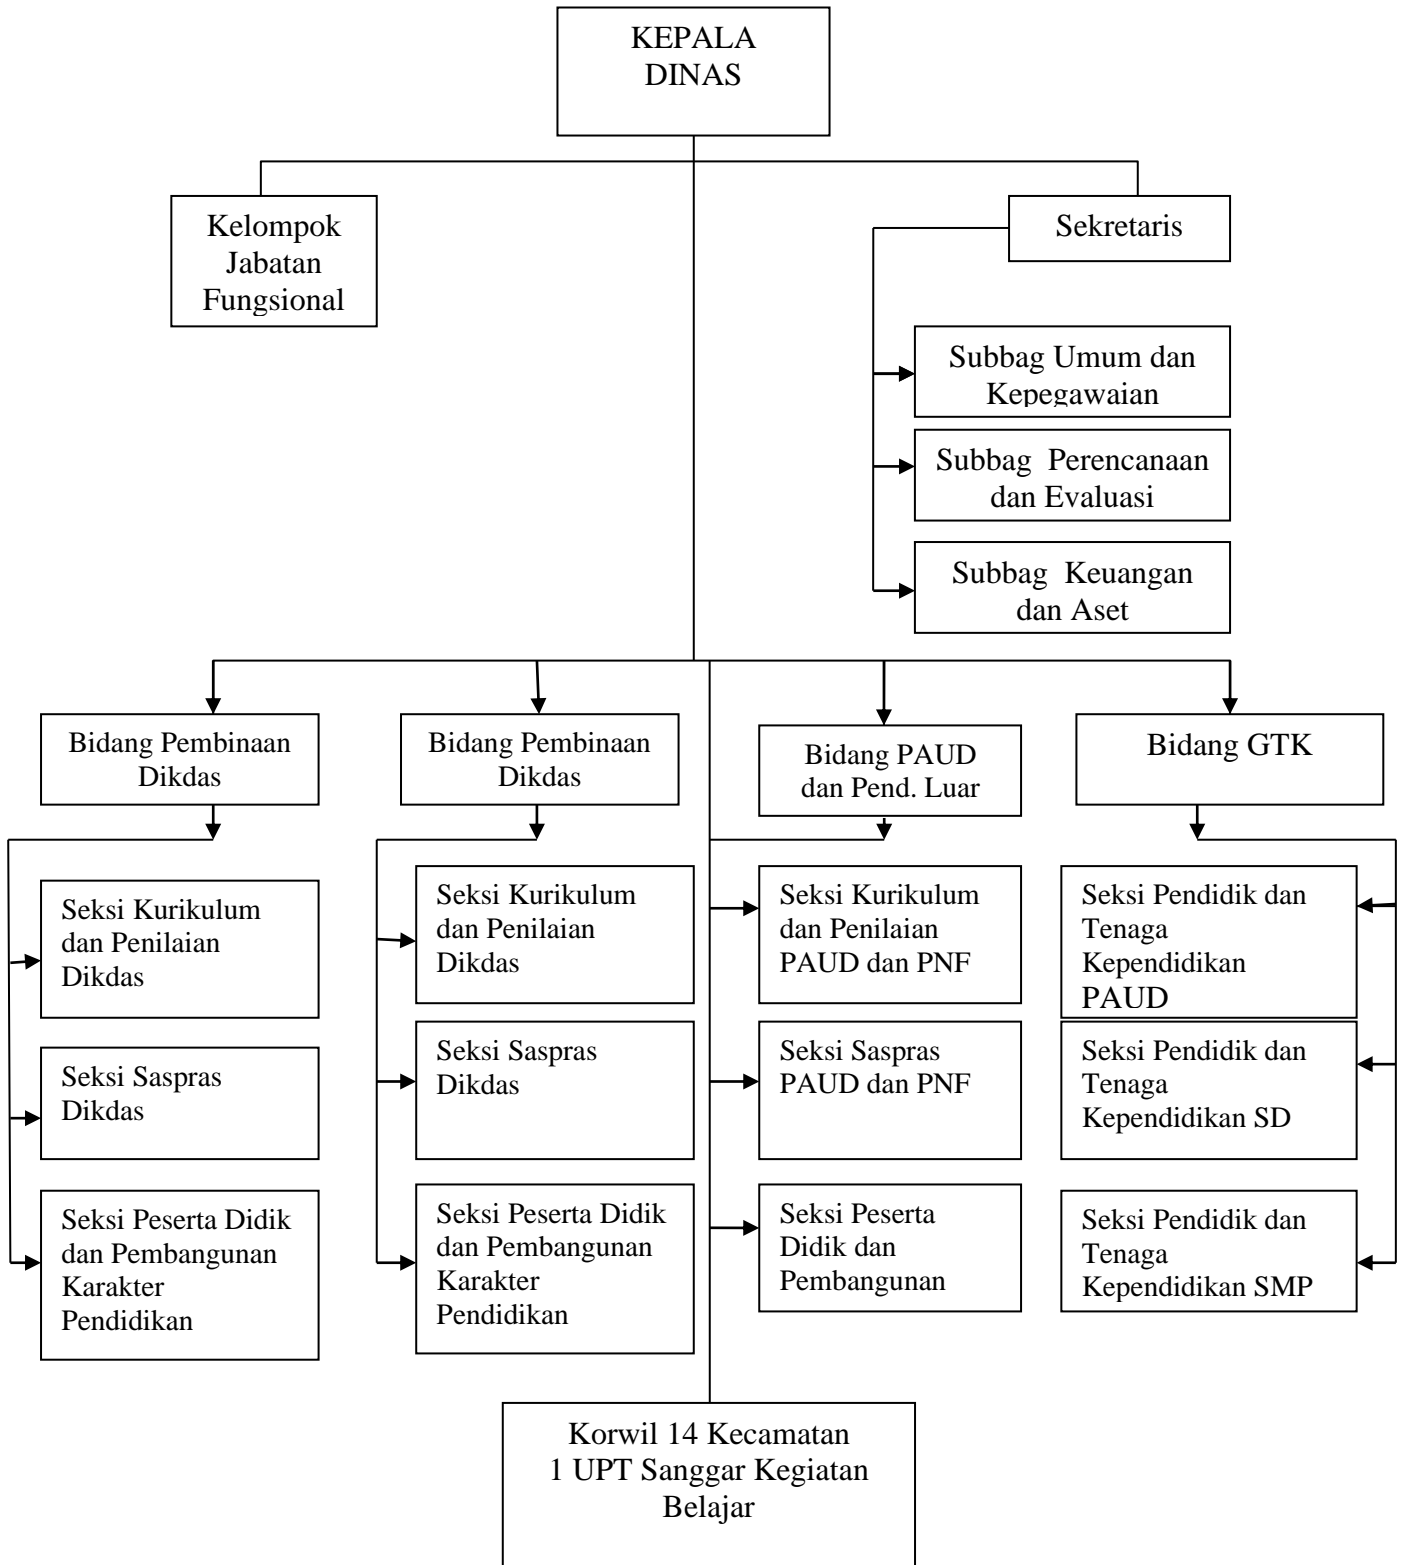 KEPALA
DINAS
Kelompok
Jabatan
Fungsional
Sekretaris
Subbag Umum dan
Kepegawaian
Subbag Perencanaan
dan Evaluasi
Subbag Keuangan
dan Aset
Bidang Pembinaan
Dikdas
Bidang Pembinaan
Dikdas
Bidang PAUD
dan Pend. Luar
Bidang GTK
Seksi Kurikulum
dan Penilaian
Dikdas
Seksi Saspras
Dikdas
Seksi Peserta Didik
dan Pembangunan
Karakter
Pendidikan
Seksi Kurikulum
dan Penilaian
Dikdas
Seksi Saspras
Dikdas
Seksi Peserta Didik
dan Pembangunan
Karakter
Pendidikan
Seksi Kurikulum
dan Penilaian
PAUD dan PNF
Seksi Saspras
PAUD dan PNF
Seksi Peserta
Didik dan
Pembangunan
Seksi Pendidik dan
Tenaga
Kependidikan
PAUD
Seksi Pendidik dan
Tenaga
Kependidikan SD
Seksi Pendidik dan
Tenaga
Kependidikan SMP
Korwil 14 Kecamatan
1 UPT Sanggar Kegiatan
Belajar